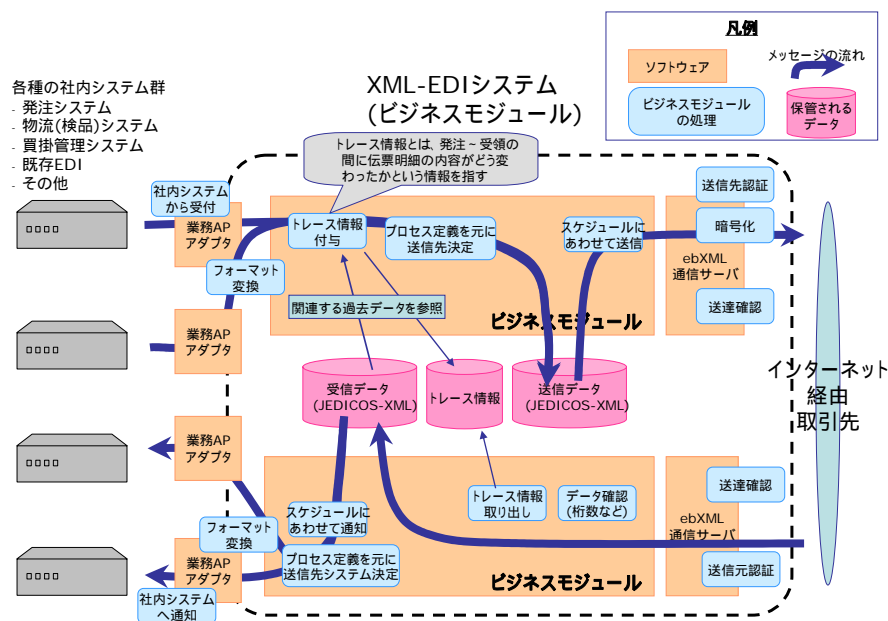 凡例
ソフトウェア
メッセージの流れ
ビジネスモジュール
の処理
保管される
データ
各種の社内システム群
- 発注システム
- 物流(検品)システム
- 買掛管理システム
- 既存EDI
- その他
XML-EDIシステム
(ビジネスモジュール)
トレース情報とは、発注~受領の
間に伝票明細の内容がどう変
わったかという情報を指す
社内システム
から受付
業務AP
アダプタ
トレース情報
付与
プロセス定義を元に
送信先決定
スケジュールに
あわせて送信
送信先認証
暗号化
ebXML
通信サーバ
送達確認
フォーマット
変換
関連する過去データを参照
ビジネスモジュール
業務AP
アダプタ
受信データ
(JEDICOS-XML)
トレース情報
送信データ
(JEDICOS-XML)
インターネット
経由
取引先
業務AP
アダプタ
トレース情報
取り出し
データ確認
(桁数など)
送達確認
スケジュールに
あわせて通知
フォーマット
変換
ebXML
通信サーバ
業務AP
アダプタ
プロセス定義を元に
送信先システム決定
ビジネスモジュール
送信元認証
社内システム
へ通知